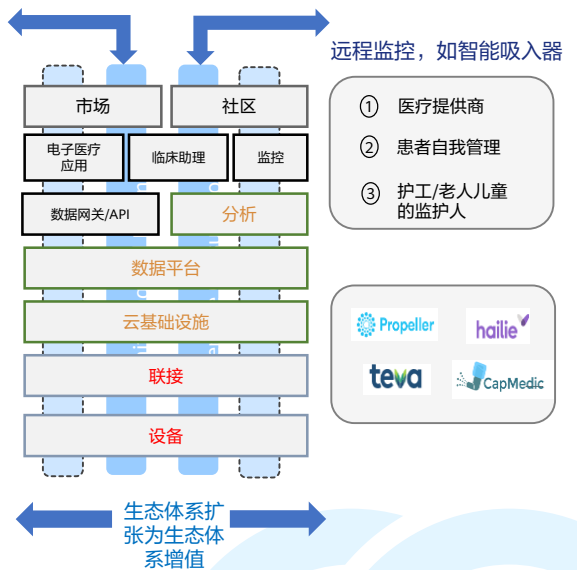 远程监控，如智能吸入器
市场
社区
① 医疗提供商
电子医疗
应用
临床助理
监控
② 患者自我管理
数据网关/API
分析
③ 护工/老人儿童
的监护人
数据平台
云基础设施
Propeller
hailie
联接
teva
CapMedic
设备
生态体系扩
张为生态体
系增值